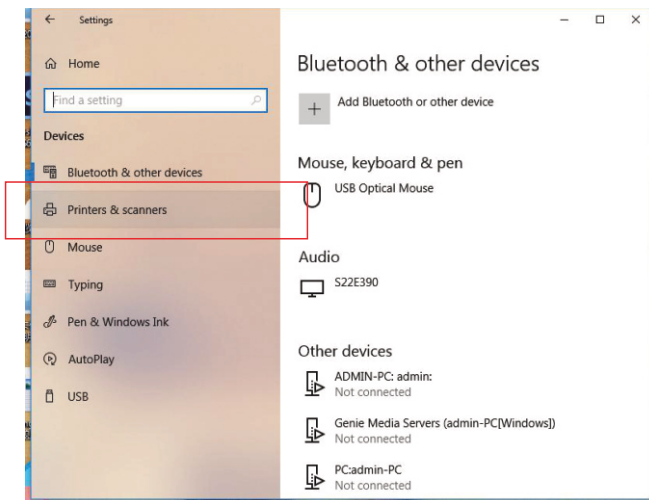 Settings
Home
Find a setting
Devices
Bluetooth & other devices
Printers & scanners
Mouse
Typing
Pen & Windows Ink
AutoPlay
USB
Bluetooth & other devices
Add Bluetooth or other device
Mouse, keyboard & pen
USB Optical Mouse
Audio
S22E390
Other devices
ADMIN-PC: admin:
Not connected
Genie Media Servers (admin-PC[Windows])
Not connected
PC:admin-PC
Not connected